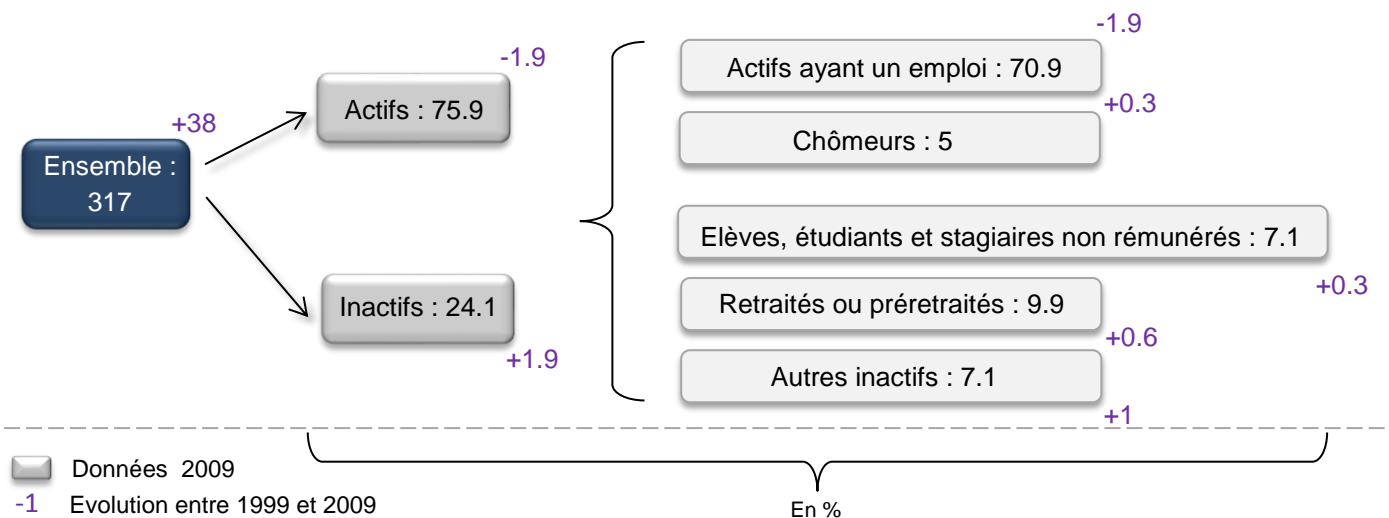 -1.9
Actifs ayant un emploi : 70.9
-1.9
+0.3
Actifs : 75.9
Chômeurs : 5
+38
Ensemble :
317
Elèves, étudiants et stagiaires non rémunérés : 7.1
+0.3
Retraités ou préretraités : 9.9
Inactifs : 24.1
+0.6
+1.9
Autres inactifs : 7.1
+1
Données 2009
-1 Evolution entre 1999 et 2009
En %